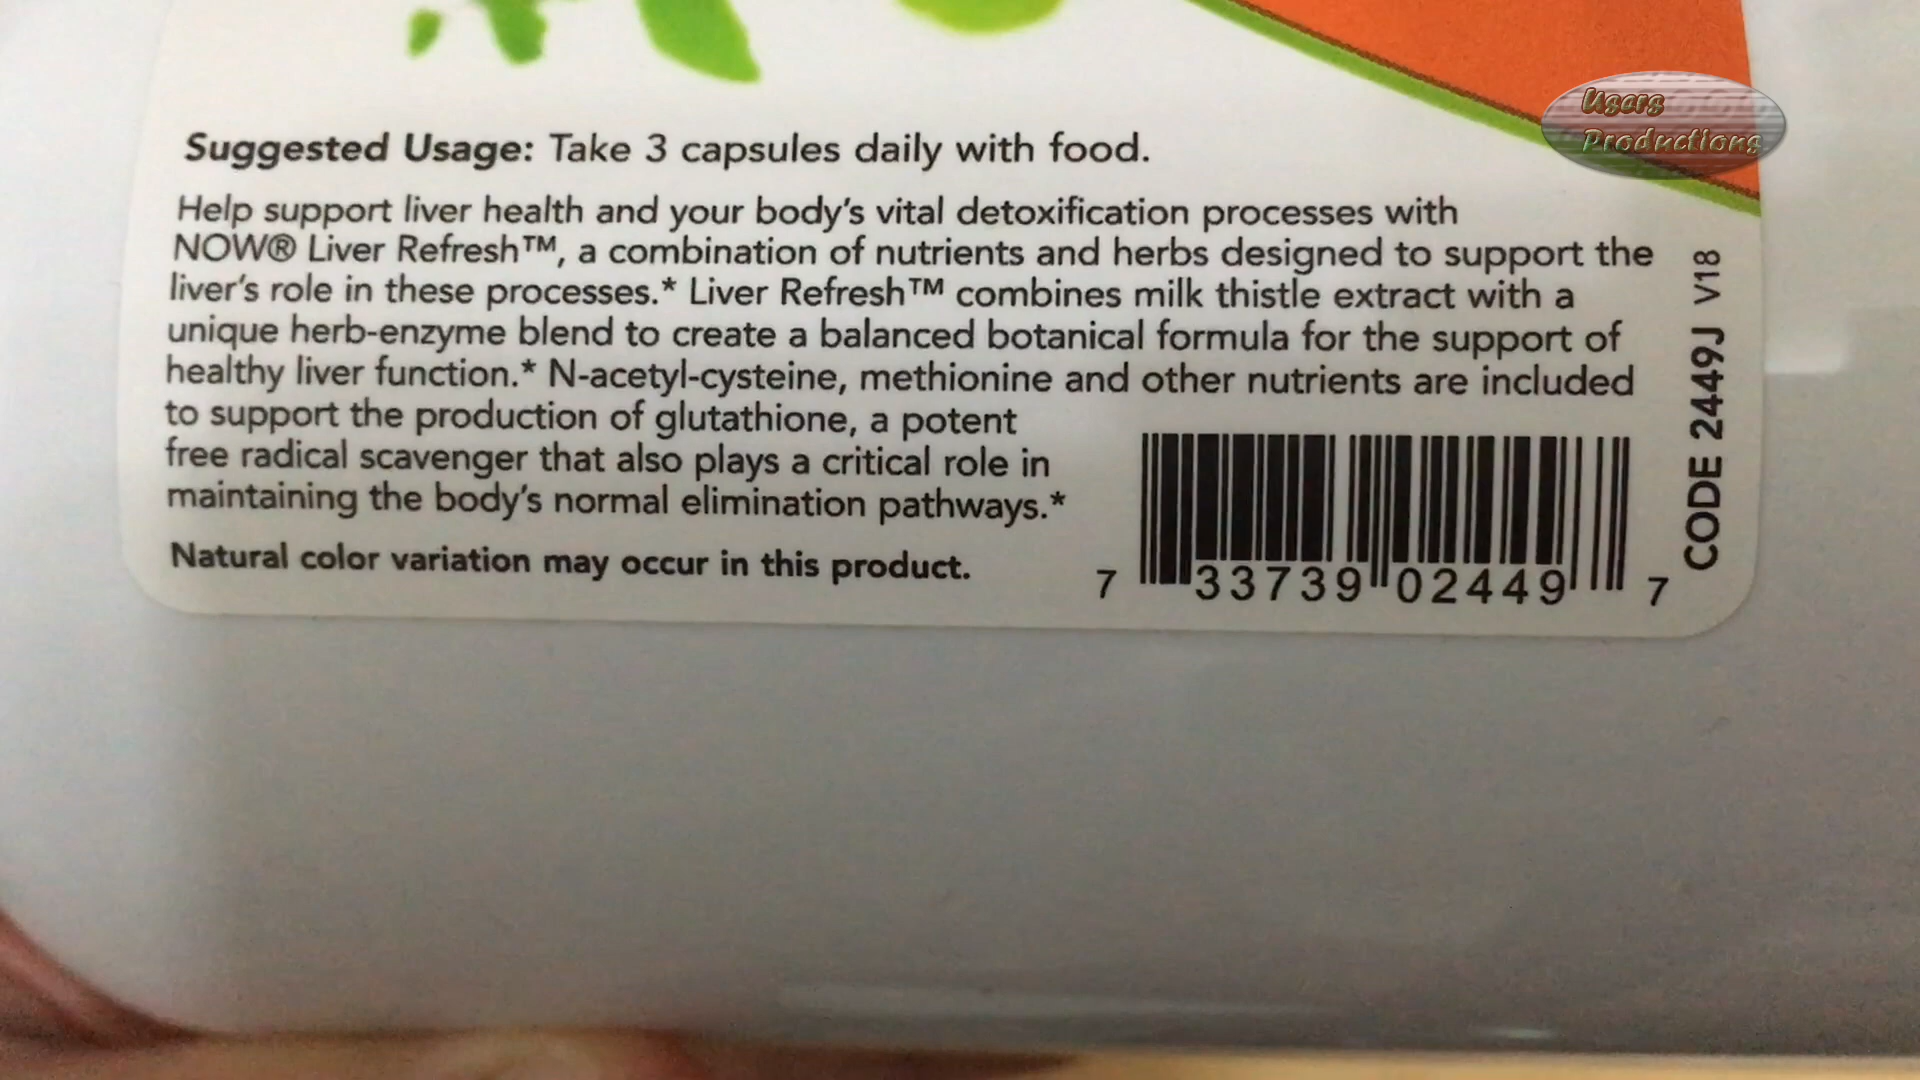 Users
Productions
Suggested Usage: Take 3 capsules daily with food.
Help support liver health and your body's vital detoxification processes with
NOW® Liver Refresh™, a combination of nutrients and herbs designed to support the
liver's role in these processes.* Liver Refresh™ combines milk thistle extract with a
unique herb-enzyme blend to create a balanced botanical formula for the support of
healthy liver function.* N-acetyl-cysteine, methionine and other nutrients are included
to support the production of glutathione, a potent
free radical scavenger that also plays a critical role in
maintaining the body's normal elimination pathways.*
Natural color variation may occur in this product.
7 33739 02449 7
CODE 2449J V18